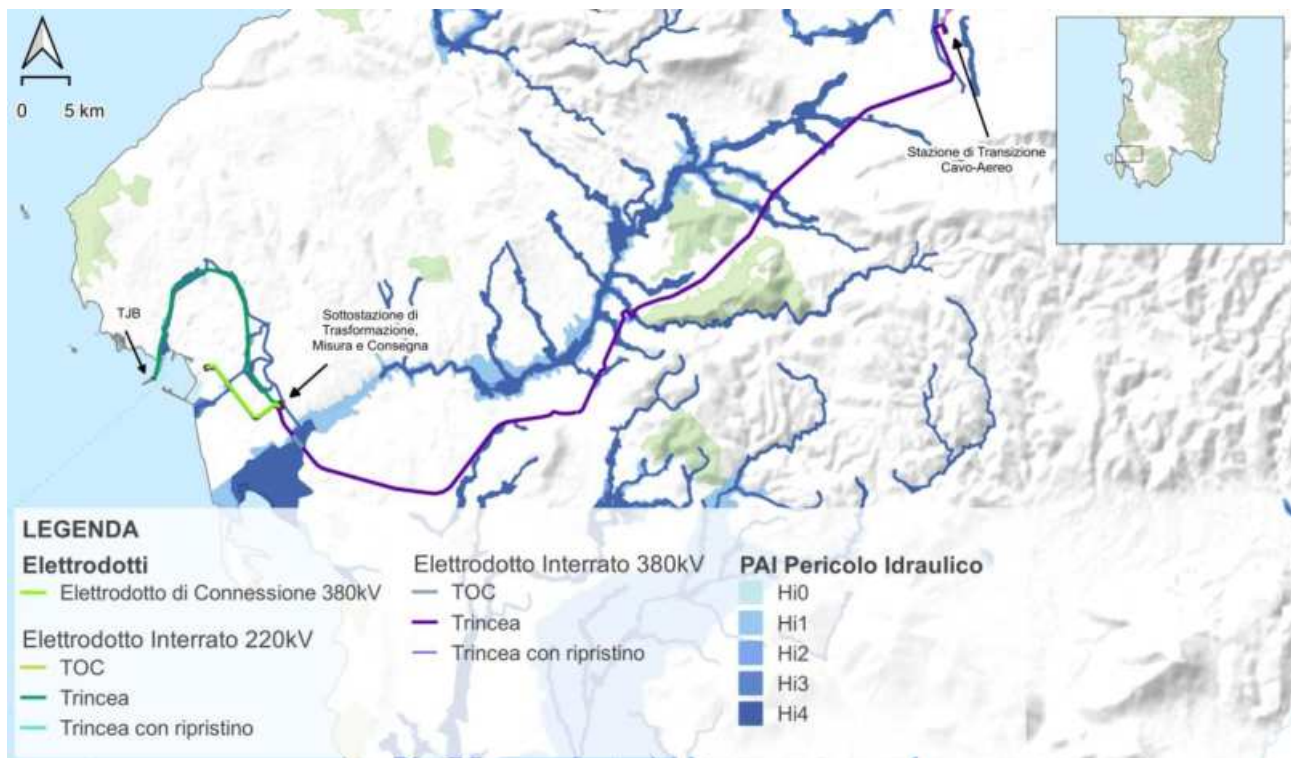 0 5 km
Stazione di Transizione
Cavo-Aereo
TJB
Sottostazione di
Trasformazione,
Misura e Consegna
LEGENDA
Elettrodotti
Elettrodotto di Connessione 380kV
Elettrodotto Interrato 220kV
TOC
Trincea
Trincea con ripristino
Elettrodotto Interrato 380kV
TOC
Trincea
Trincea con ripristino
PAI Pericolo Idraulico
Hi0
Hi1
Hi2
Hi3
Hi4